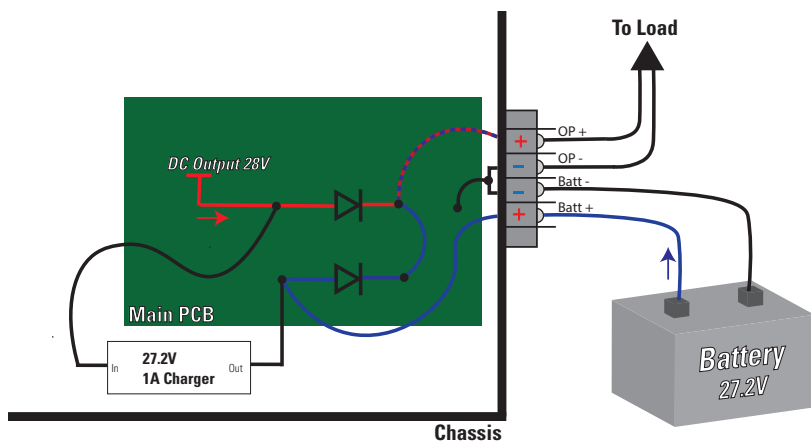 To Load
OP +
+
DC Output 28V
OP -
-
Batt -
-
Batt +
+
Main PCB
In
27.2V
1A Charger
Out
Battery
27.2V
Chassis